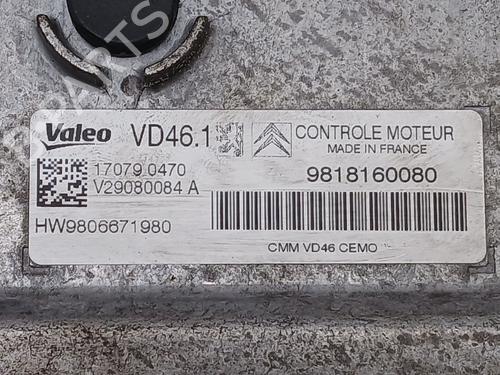 Valeo VD46.1 CONTROLE MOTEUR
MADE IN FRANCE
17079 0470
V29080084 A
9818160080
HW9806671980
CMM VD46 CEMO